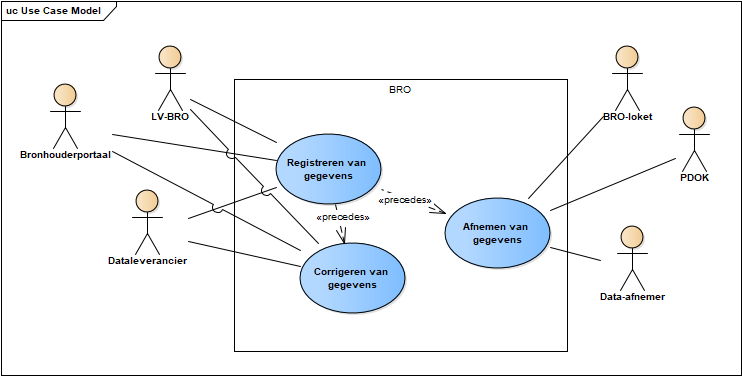 uc Use Case Model
BRO
LV-BRO
BRO-loket
Bronhouderportaal
PDOK
Registreren van
gegevens
«precedes»
«precedes»
Afnemen van
gegevens
Dataleverancier
Corrigeren van
gegevens
Data-afnemer